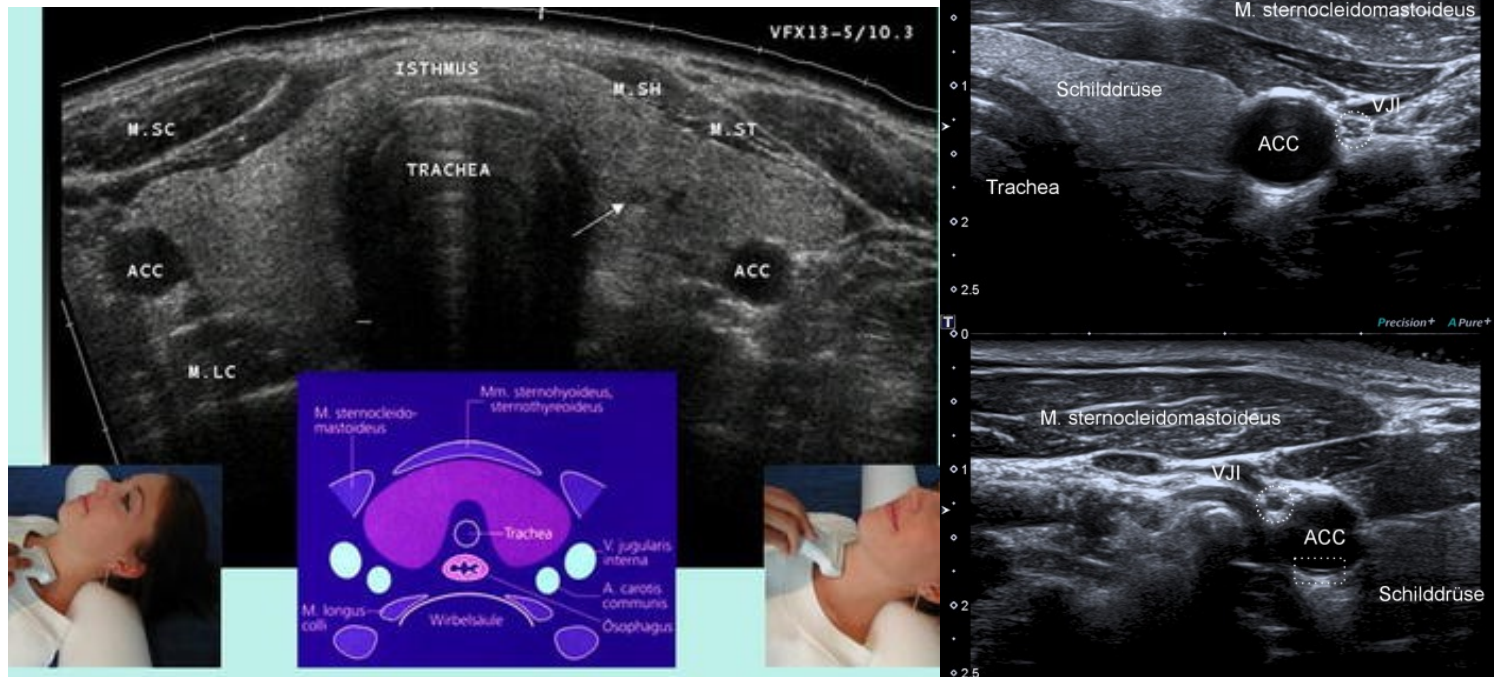 VFX13-5/10.3
ISTHMUS
M.SH
M.SC
M.ST
TRACHEA
ACC
ACC
M.LC
Mm. sternohyoideus,
sternothyreoideus
M. sternocleido-
mastoideus
Trachea
V. jugularis
interna
A. carotis
communis
M. longus
colli
Wirbelsäule
Ösophagus
M. sternocleidomastoideus
1
Schilddrüse
VJI
ACC
Trachea
2
2.5
T
Precision+ A Pure+
0
M. sternocleidomastoideus
1
VJI
ACC
Schilddrüse
2
2.5